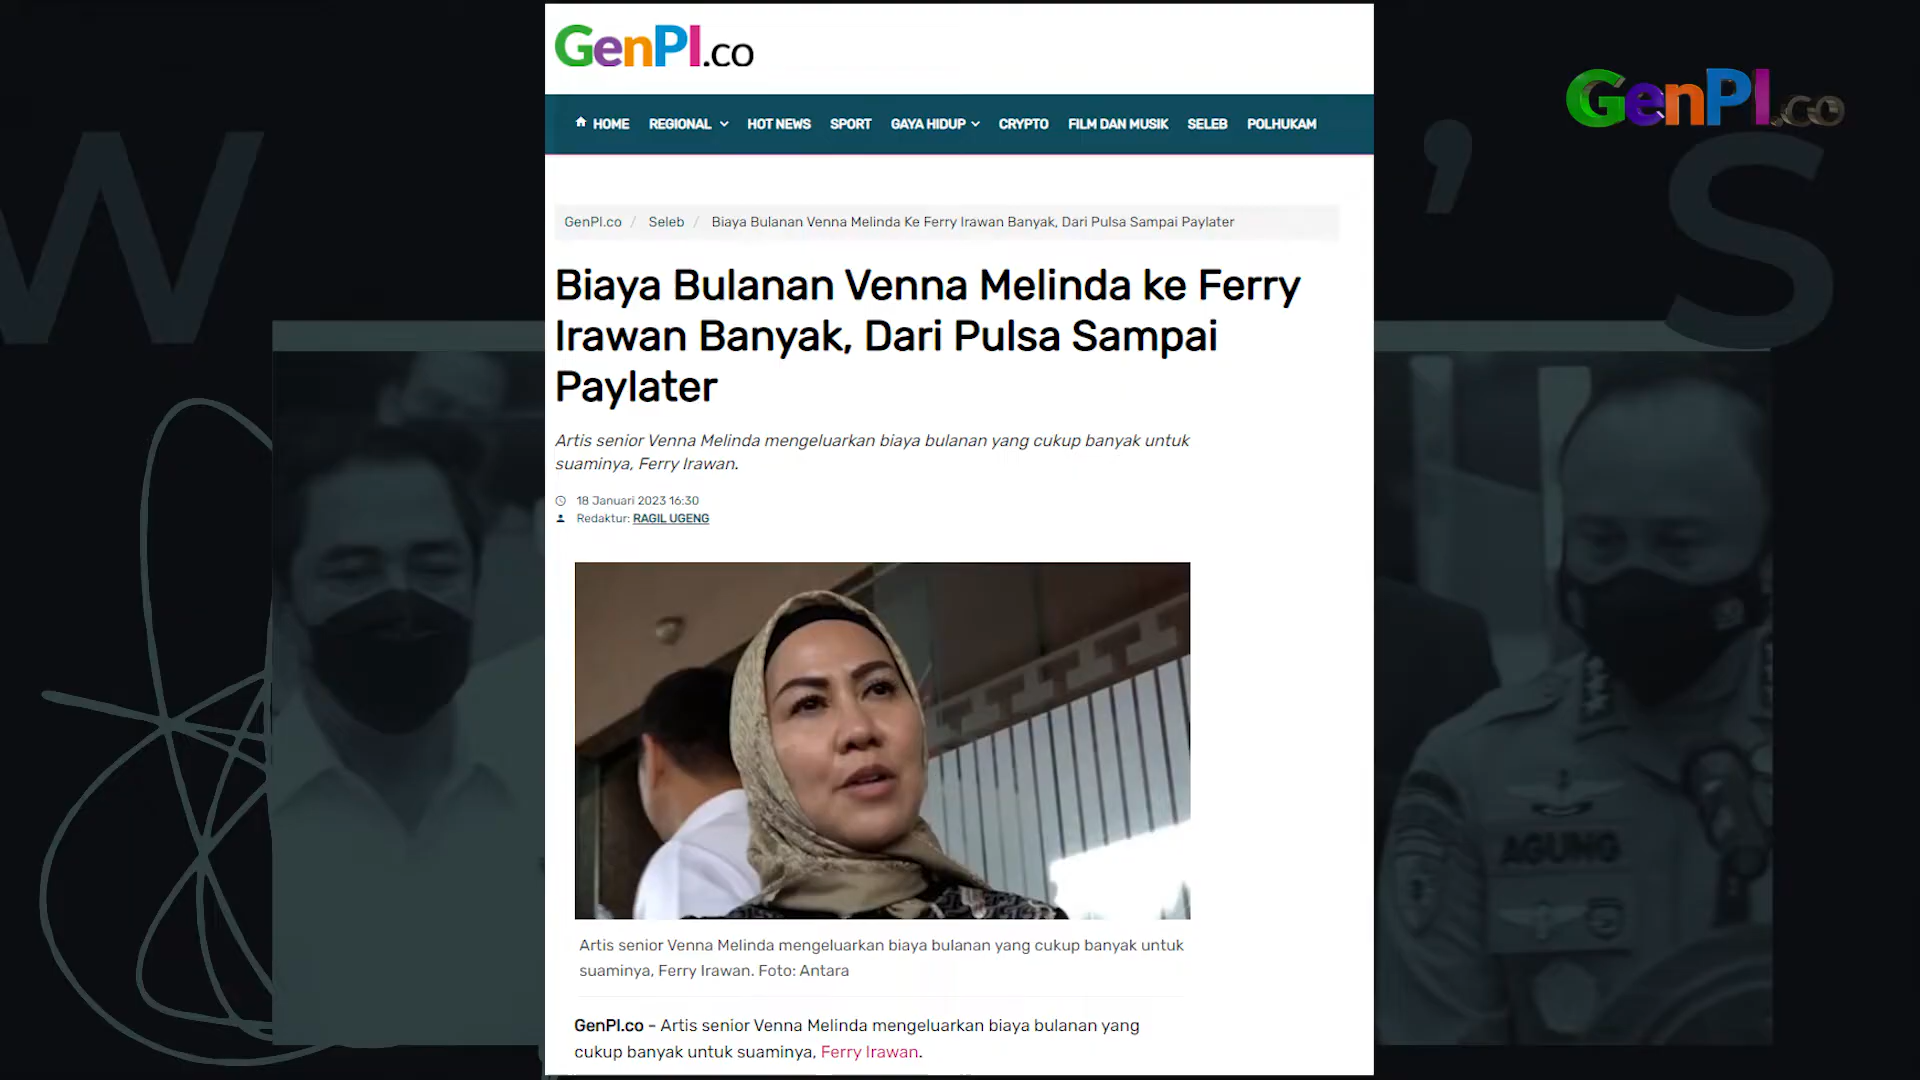 GenPI.co
GenPI.co
HOME REGIONAL HOT NEWS SPORT GAYA HIDUP CRYPTO FILM DAN MUSIK SELEB POLHUKAM
W
’S
GenPI.co / Seleb / Biaya Bulanan Venna Melinda Ke Ferry Irawan Banyak, Dari Pulsa Sampai Paylater
Biaya Bulanan Venna Melinda ke Ferry
Irawan Banyak, Dari Pulsa Sampai
Paylater
Artis senior Venna Melinda mengeluarkan biaya bulanan yang cukup banyak untuk
suaminya, Ferry Irawan.
18 Januari 2023 16:30
Redaktur: RAGIL UGENG
AGUNG
Artis senior Venna Melinda mengeluarkan biaya bulanan yang cukup banyak untuk
suaminya, Ferry Irawan. Foto: Antara
GenPI.co - Artis senior Venna Melinda mengeluarkan biaya bulanan yang
cukup banyak untuk suaminya, Ferry Irawan.